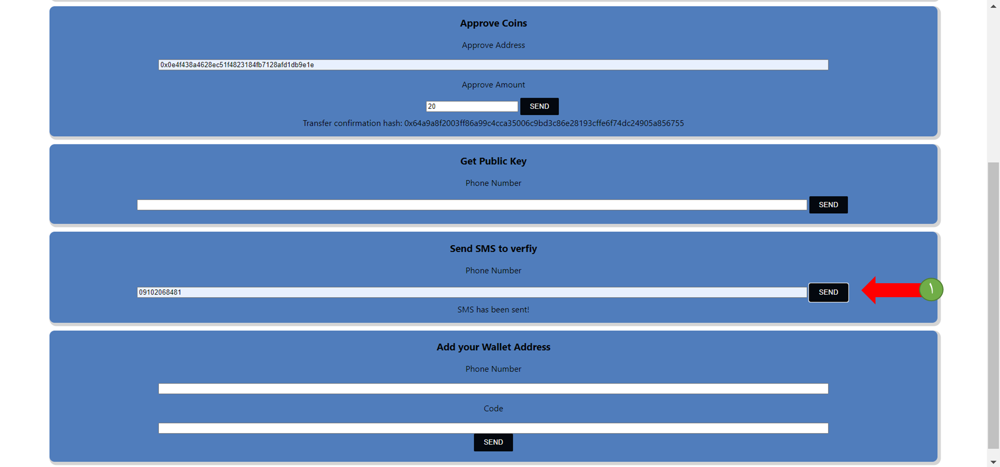 Approve Coins
Approve Address
0x0e4f438a4628ec51f4823184fb7128afd1db9e1e
Approve Amount
20 SEND
Transfer confirmation hash: 0x64a9a8f2003ff86a99c4cca35006c9bd3c86e28193cffe6f74dc24905a856755
Get Public Key
Phone Number
SEND
Send SMS to verfiy
Phone Number
09102068481 SEND ۱
SMS has been sent!
Add your Wallet Address
Phone Number
Code
SEND